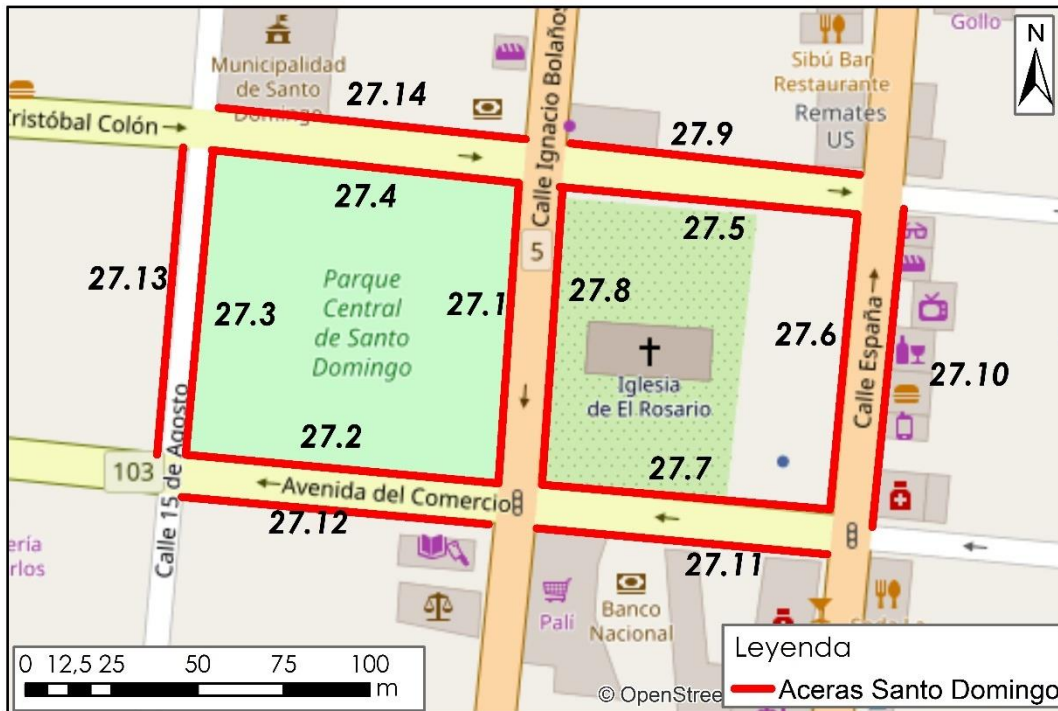 N
Gollo
Municipalidad
de Santo
Domingo
27.14
Calle Ignacio Bolaños
Sibú Bar
Restaurante
Remates
US
Cristóbal Colón
27.9
27.4
27.5
5
27.13
27.3
Parque
Central
de Santo
Domingo
27.1
27.8
27.6
27.10
Calle España
Iglesia
de El Rosario
27.2
27.7
103
Avenida del Comercio
27.12
27.11
Calle 15 de Agosto
Palí
Banco
Nacional
0 12,5 25 50 75 100
m
© OpenStree
Leyenda
Aceras Santo Domingo